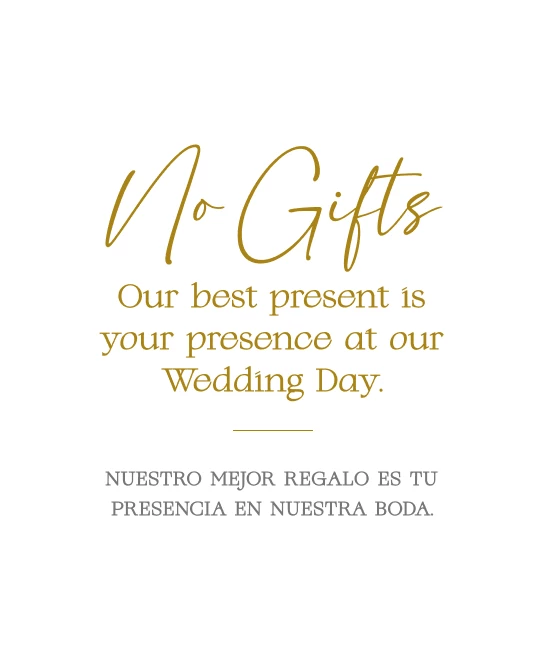 No Gifts
Our best present is
your presence at our
Wedding Day.
NUESTRO MEJOR REGALO ES TU
PRESENCIA EN NUESTRA BODA.